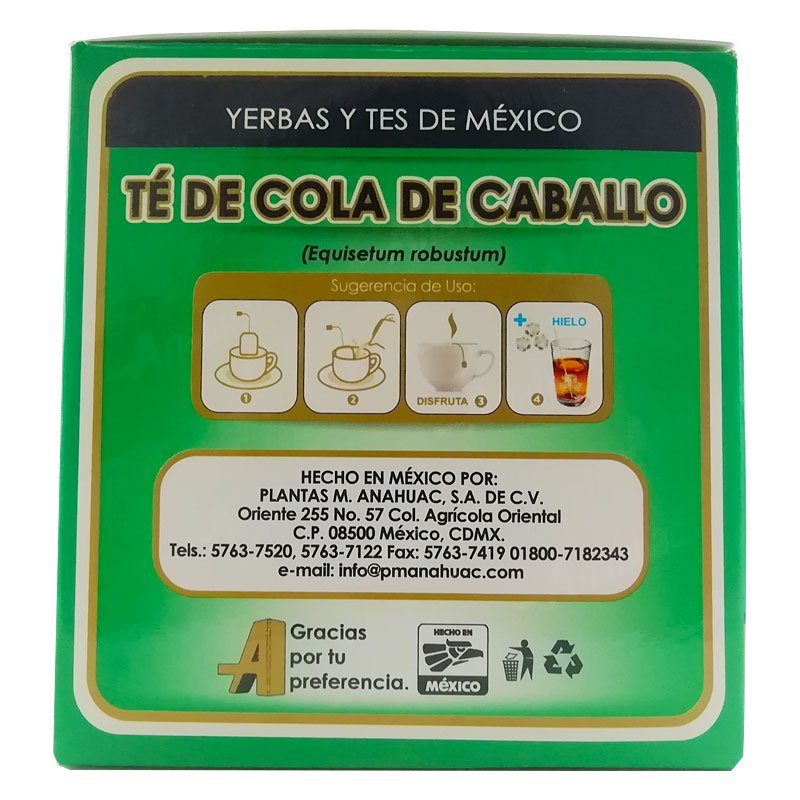 YERBAS Y TES DE MÉXICO
TÉ DE COLA DE CABALLO
(Equisetum robustum)
Sugerencia de Uso:
1
2
DISFRUTA 3
+ HIELO
4
HECHO EN MÉXICO POR:
PLANTAS M. ANAHUAC, S.A. DE C.V.
Oriente 255 No. 57 Col. Agrícola Oriental
C.P. 08500 México, CDMX.
Tels.: 5763-7520, 5763-7122 Fax: 5763-7419 01800-7182343
e-mail: info@pmanahuac.com
A
Gracias
por tu
preferencia.
HECHO EN
MÉXICO